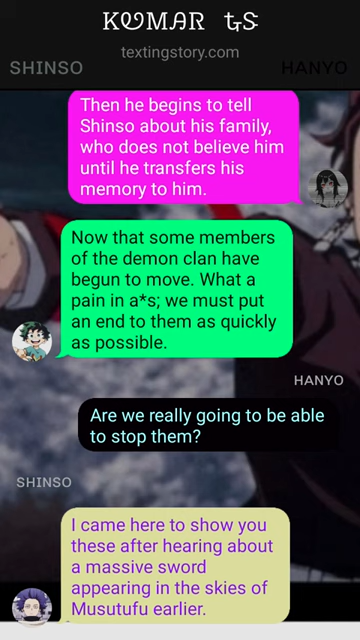 KUMAR ꮏS
textingstory.com
SHINSO HANYO
Then he begins to tell
Shinso about his family,
who does not believe him
until he transfers his
memory to him.
Now that some members
of the demon clan have
begun to move. What a
pain in a*s; we must put
an end to them as quickly
as possible.
HANYO
Are we really going to be able
to stop them?
SHINSO
I came here to show you
these after hearing about
a massive sword
appearing in the skies of
Musutufu earlier.